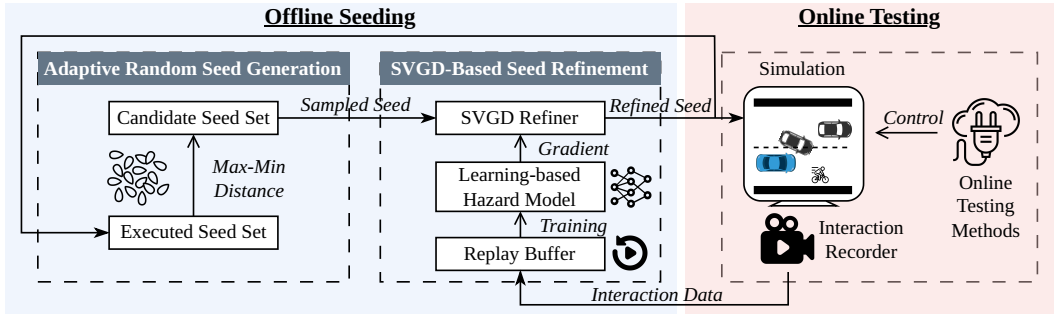 Offline Seeding
Online Testing
Adaptive Random Seed Generation
SVGD-Based Seed Refinement
Simulation
Candidate Seed Set
Sampled Seed
SVGD Refiner
Refined Seed
Control
Max-Min
Distance
Gradient
Learning-based
Hazard Model
Online
Testing
Methods
Executed Seed Set
Training
Replay Buffer
Interaction
Recorder
Interaction Data